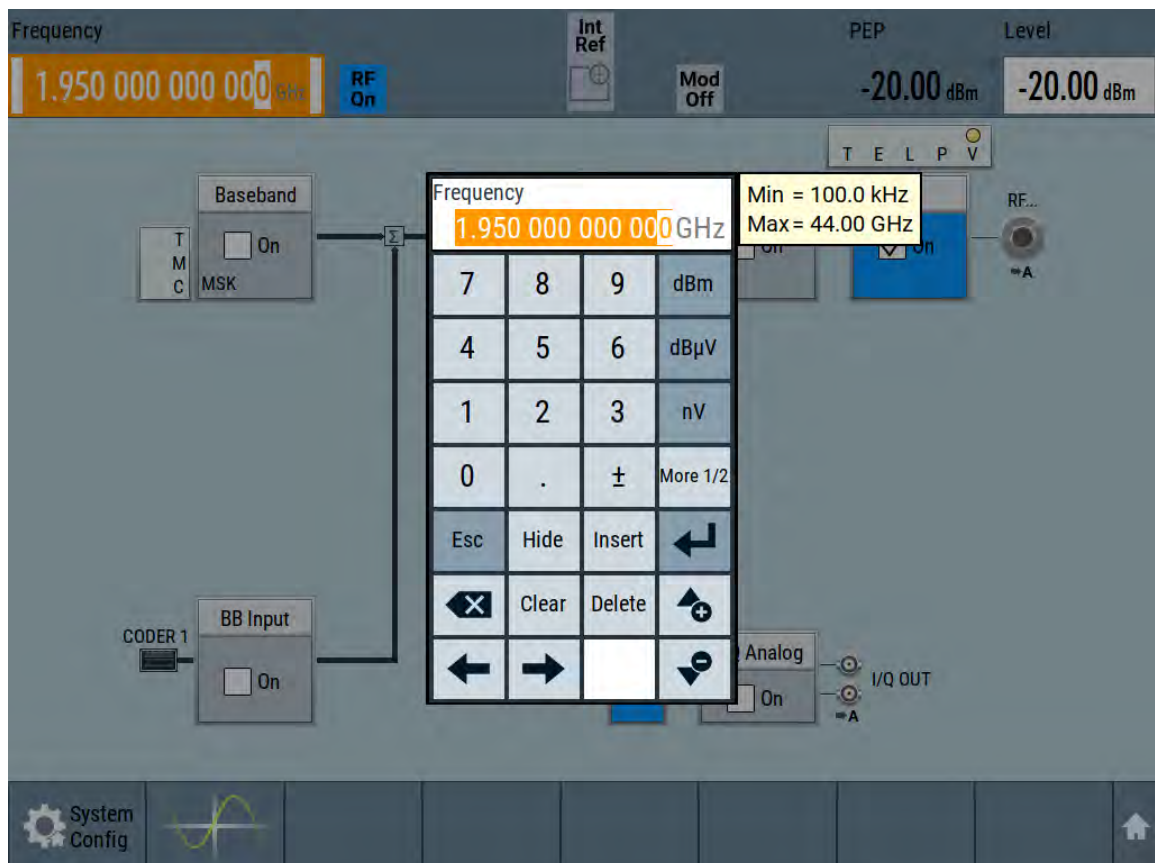 Frequency
1.950 000 000 000 GHz
RF
On
Int
Ref
Mod
Off
PEP
-20.00 dBm
Level
-20.00 dBm
T E L P V
Baseband
On
T
M
C
MSK
Σ
Frequency
1.950 000 000 000 GHz
Min = 100.0 kHz
Max = 44.00 GHz
On
On
RF...
A
7 8 9 dBm
4 5 6 dBµV
1 2 3 nV
0 . ± More 1/2
Esc Hide Insert
Clear Delete
BB Input
CODER 1
On
Analog
On
I/Q OUT
A
System
Config